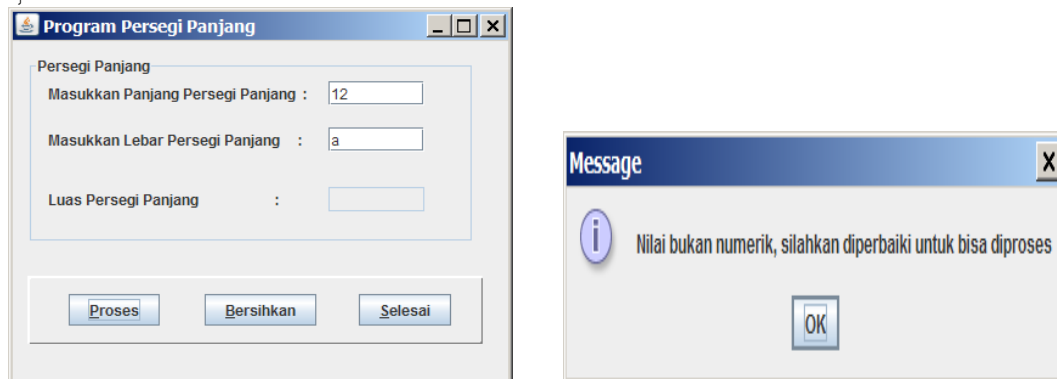 Program Persegi Panjang
Persegi Panjang
Masukkan Panjang Persegi Panjang : 12
Masukkan Lebar Persegi Panjang : a
Luas Persegi Panjang :
Proses Bersihkan Selesai
Message
Nilai bukan numerik, silahkan diperbaiki untuk bisa diproses
OK